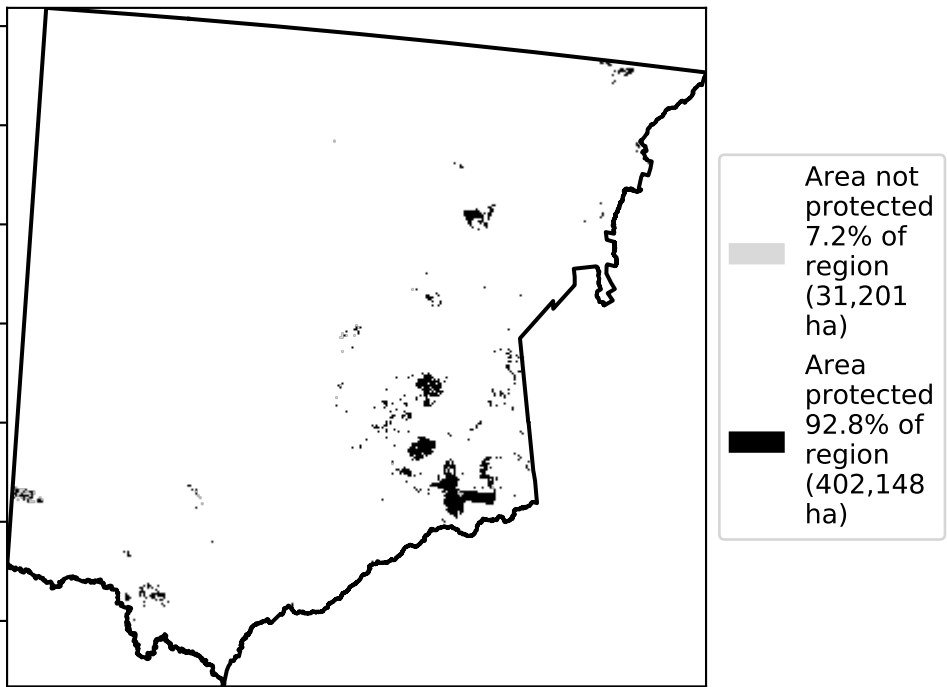 Area not
protected
7.2% of
region
(31,201
ha)
Area
protected
92.8% of
region
(402,148
ha)